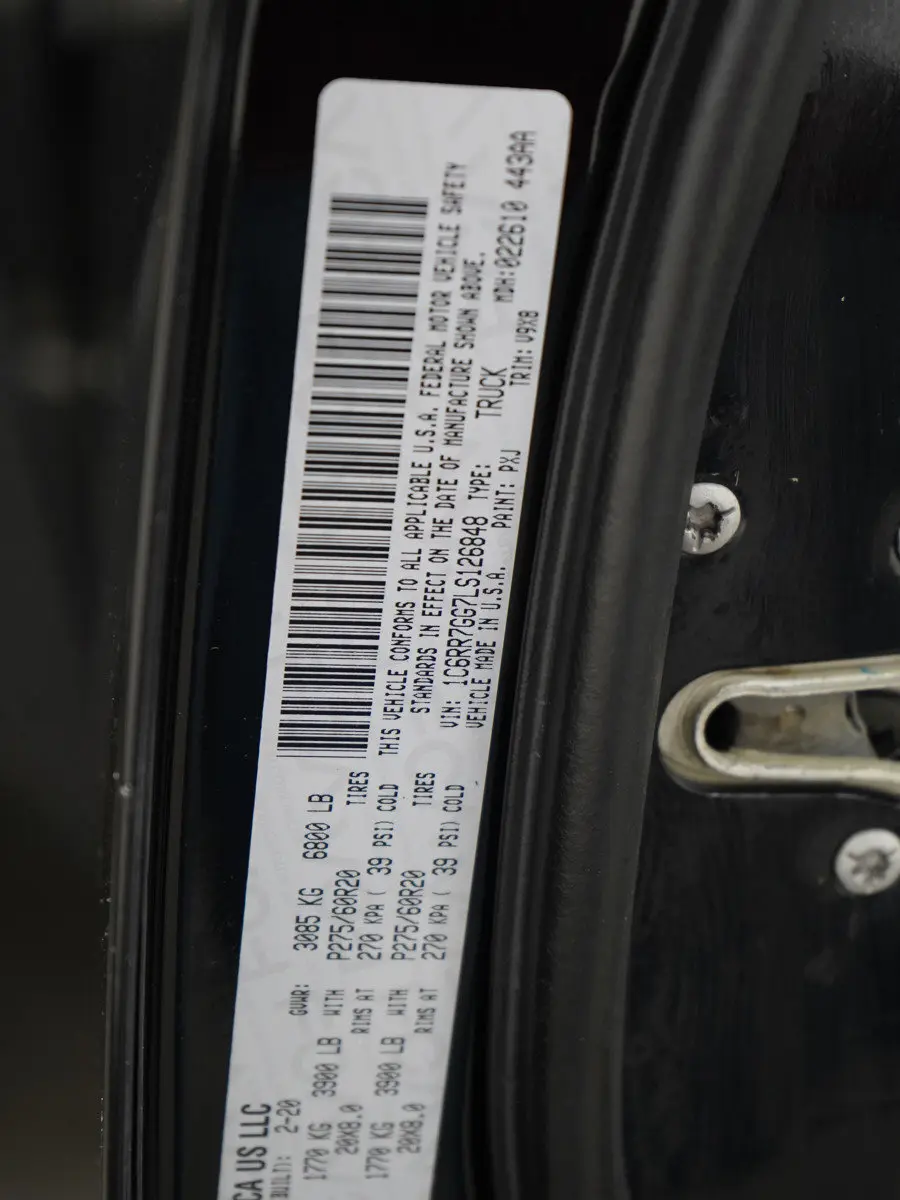 CA US LLC
BUILT): 2-20 GVWR: 3085 KG 6800 LB
1770 KG 3900 LB WITH P275/60R20 TIRES
20X8.0 RIMS AT 270 KPA ( 39 PSI) COLD
1770 KG 3900 LB WITH P275/60R20 TIRES
20X8.0 RIMS AT 270 KPA ( 39 PSI) COLD
THIS VEHICLE CONFORMS TO ALL APPLICABLE U.S.A. FEDERAL MOTOR VEHICLE SAFETY
STANDARDS IN EFFECT ON THE DATE OF MANUFACTURE SHOWN ABOVE.
VIN: 1C6RR7GG7LS126848 TYPE: TRUCK MDH:022610 443AA
VEHICLE MADE IN U.S.A. PAINT: PXJ TRIM: V9X8